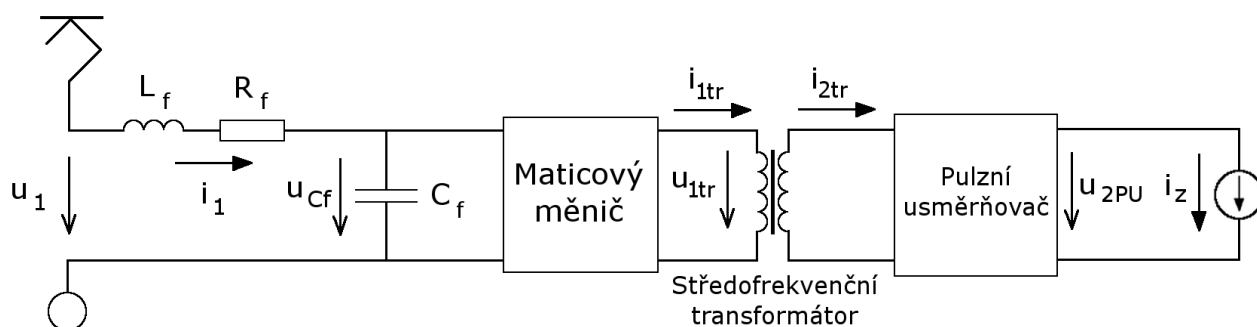 L f
R f
i 1tr
i 2tr
u 1
i 1
u Cf
C f
Maticový
měnič
u 1tr
Pulzní
usměrňovač
u 2PU
i z
Středofrekvenční
transformátor